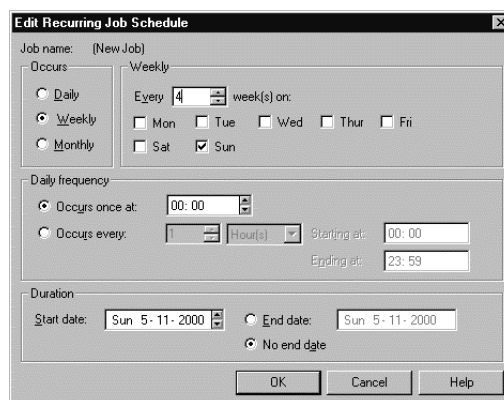 Edit Recurring Job Schedule
Job name: (New Job)
Occurs
Daily
Weekly
Monthly
Weekly
Every 4 week(s) on:
Mon Tue Wed Thur Fri
Sat Sun
Daily frequency
Occurs once at: 00: 00
Occurs every: 1 Hour(s) Starting at: 00: 00
Ending at: 23: 59
Duration
Start date: Sun 5-11-2000 End date: Sun 5-11-2000
No end date
OK Cancel Help